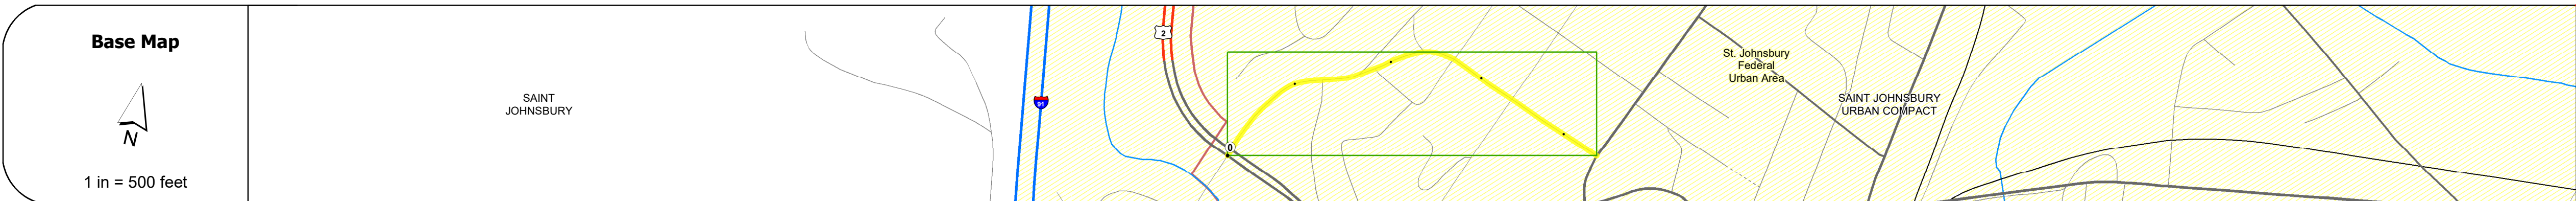 Base Map
N
1 in = 500 feet
SAINT
JOHNSBURY
91
2
0
St. Johnsbury
Federal
Urban Area
SAINT JOHNSBURY
URBAN COMPACT